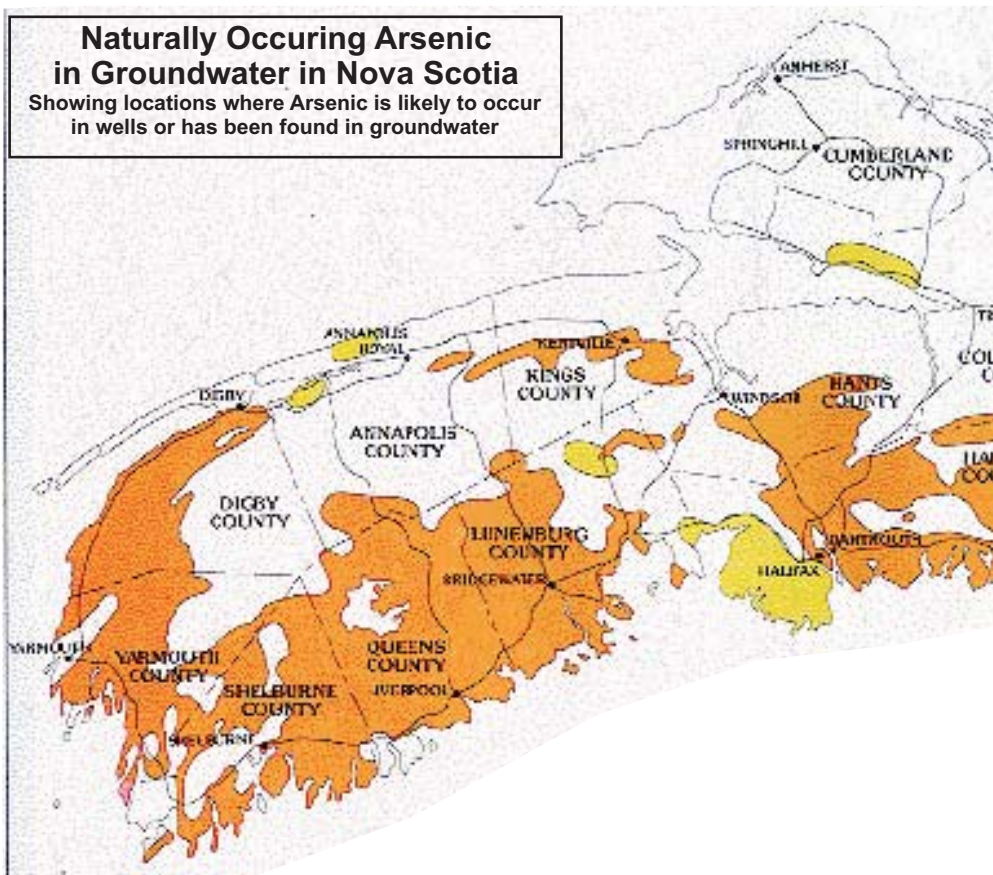 Naturally Occuring Arsenic
in Groundwater in Nova Scotia
Showing locations where Arsenic is likely to occur
in wells or has been found in groundwater
AMHERST
SPRINGHILL
CUMBERLAND
COUNTY
ANNAPOLIS
ROYAL
KENTVILLE
KINGS
COUNTY
DIGBY
WINDSOR
HANTS
COUNTY
ANNAPOLIS
COUNTY
DIGBY
COUNTY
LUNENBURG
COUNTY
BRIDGEWATER
DARTMOUTH
HALIFAX
YARMOUTH
YARMOUTH
COUNTY
QUEENS
COUNTY
SHELBURNE
COUNTY
LIVERPOOL
SHELBURNE